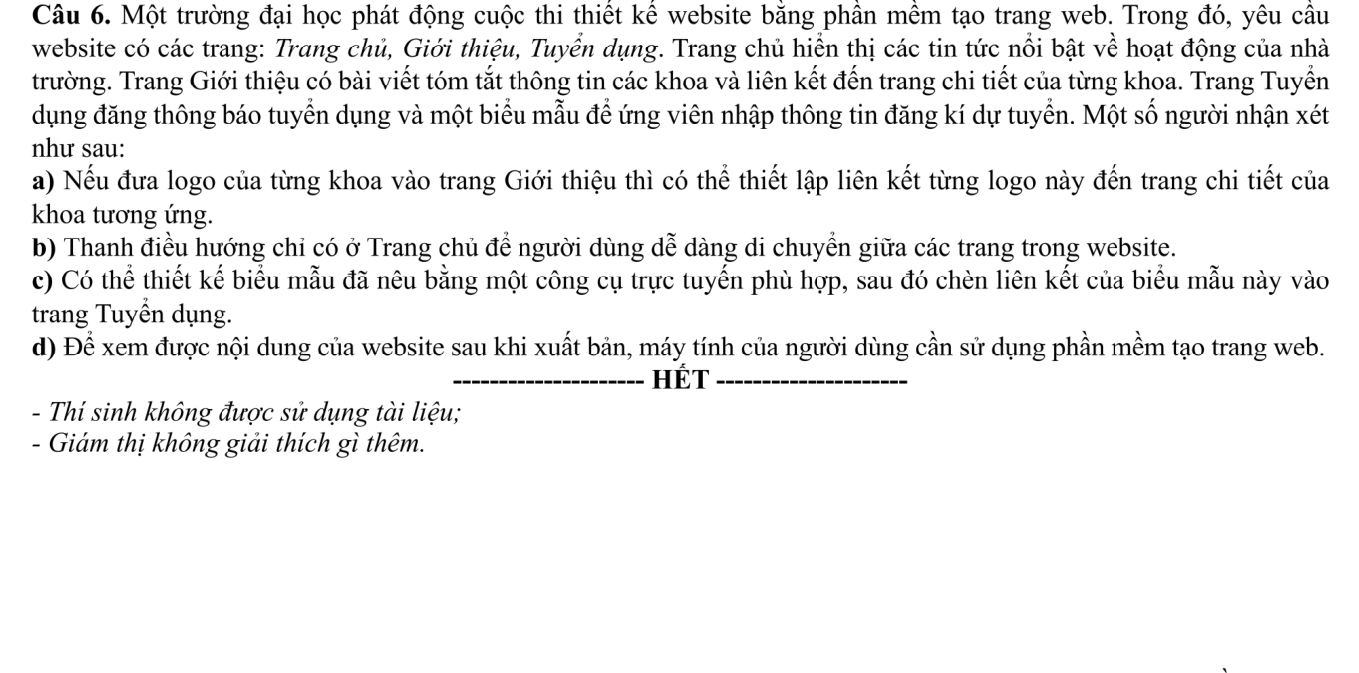 Câu 6. Một trường đại học phát động cuộc thi thiết kế website bằng phần mềm tạo trang web. Trong đó, yêu cầu
website có các trang: Trang chủ, Giới thiệu, Tuyển dụng. Trang chủ hiển thị các tin tức nổi bật về hoạt động của nhà
trường. Trang Giới thiệu có bài viết tóm tắt thông tin các khoa và liên kết đến trang chi tiết của từng khoa. Trang Tuyển
dụng đăng thông báo tuyển dụng và một biểu mẫu để ứng viên nhập thông tin đăng kí dự tuyển. Một số người nhận xét
như sau:
a) Nếu đưa logo của từng khoa vào trang Giới thiệu thì có thể thiết lập liên kết từng logo này đến trang chi tiết của
khoa tương ứng.
b) Thanh điều hướng chỉ có ở Trang chủ để người dùng dễ dàng di chuyển giữa các trang trong website.
c) Có thể thiết kế biểu mẫu đã nêu bằng một công cụ trực tuyến phù hợp, sau đó chèn liên kết của biểu mẫu này vào
trang Tuyển dụng.
d) Để xem được nội dung của website sau khi xuất bản, máy tính của người dùng cần sử dụng phần mềm tạo trang web.
--------------------- HẾT ---------------------
- Thí sinh không được sử dụng tài liệu;
- Giám thị không giải thích gì thêm.